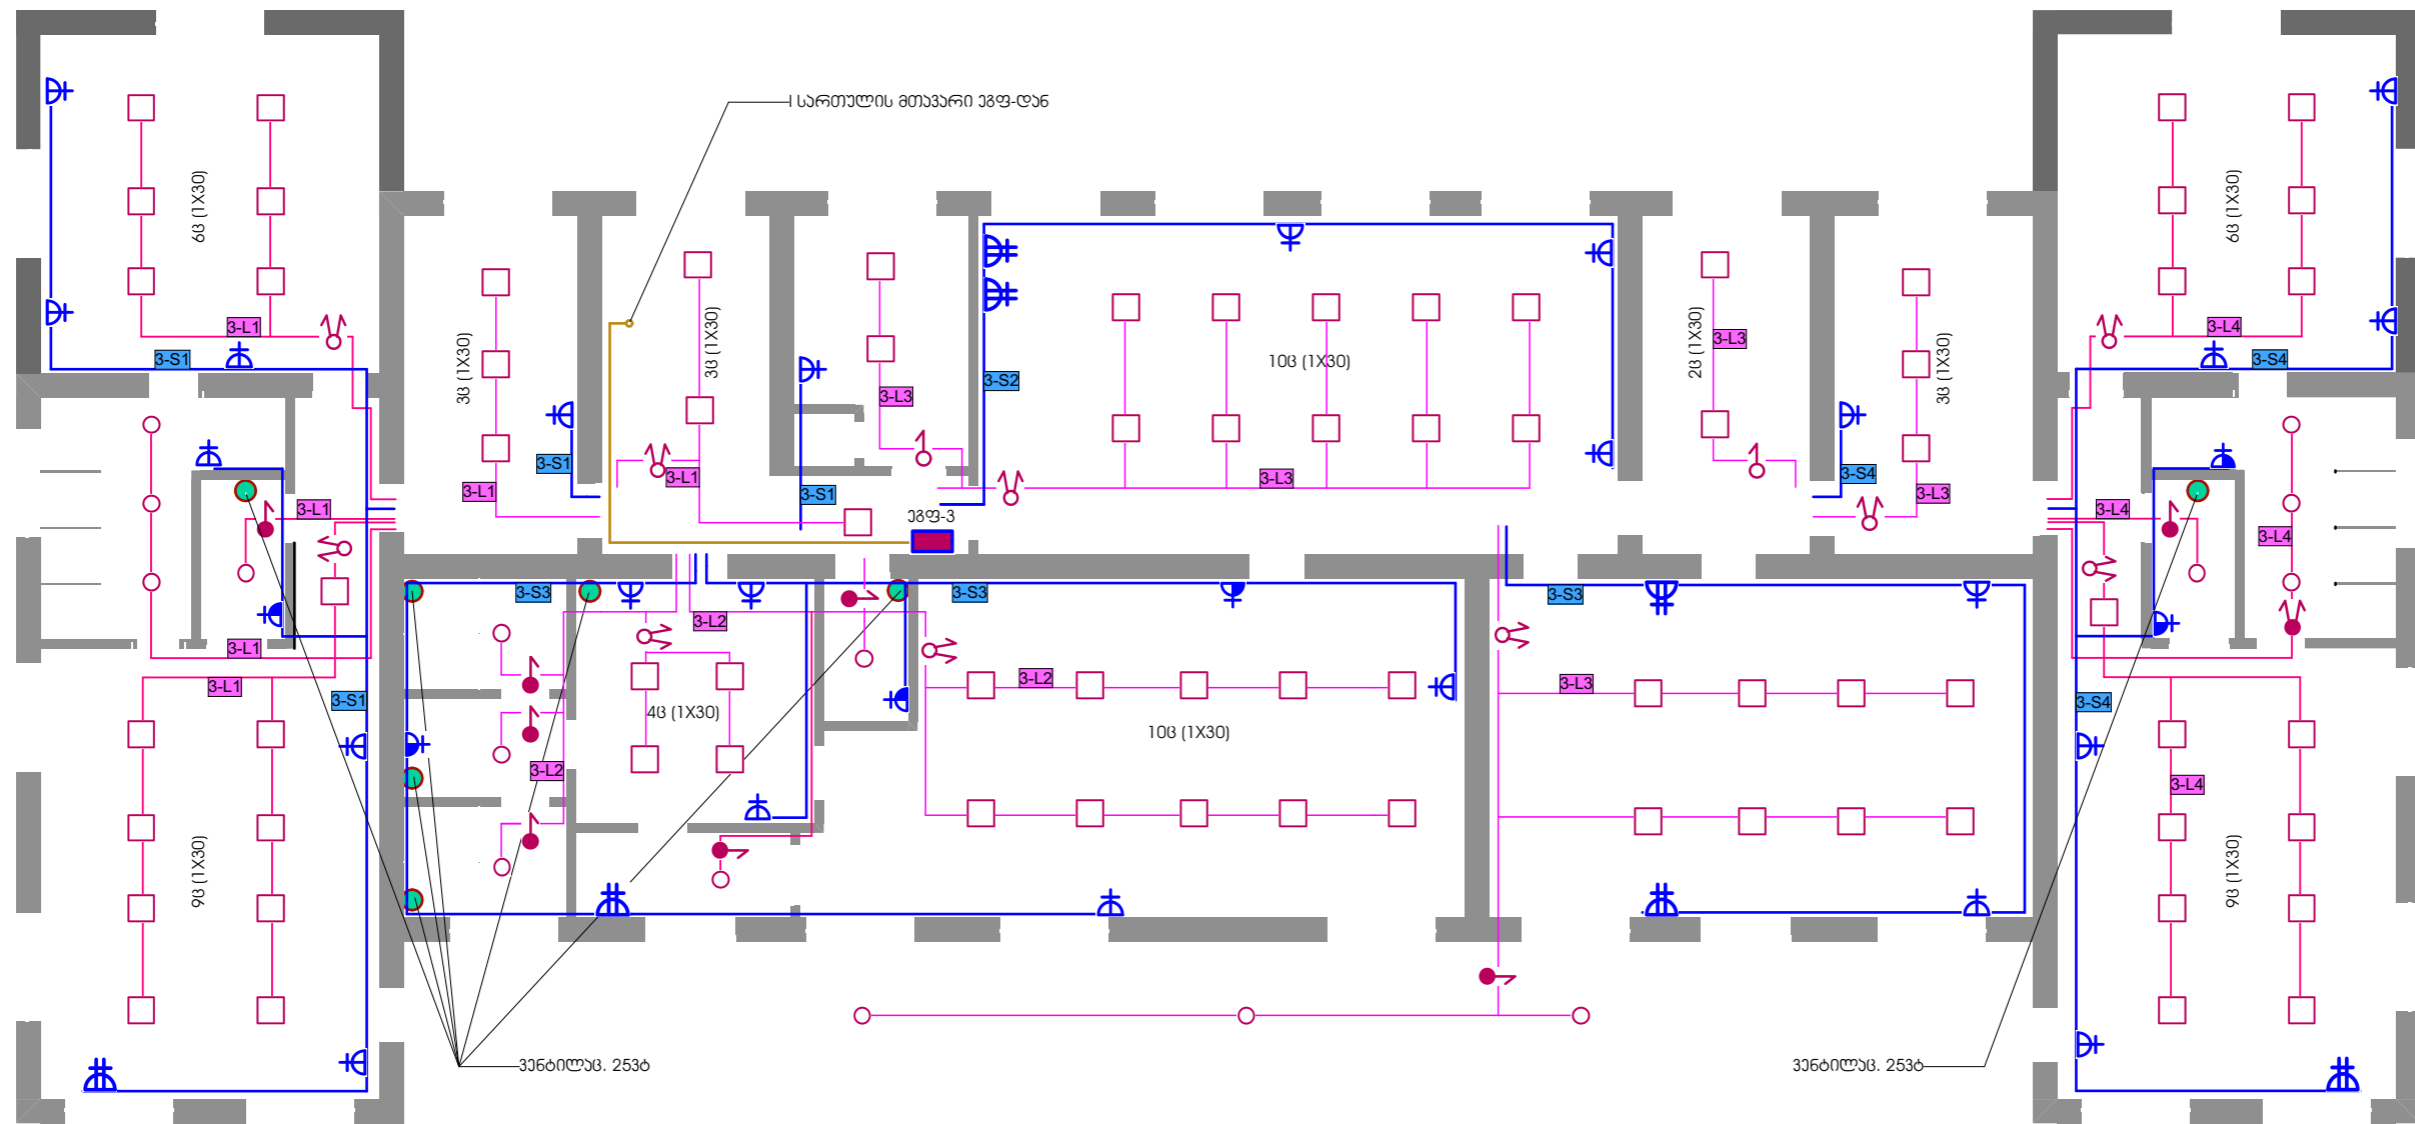 I ᲡᲐᲠᲗᲣᲚᲘᲡ ᲛᲗᲐᲕᲐᲠᲘ ᲔᲒᲤ-ᲓᲐᲜ
6Ც (1X30)
6Ც (1X30)
3-L1
3-S1
3Ც (1X30)
3Ც (1X30)
3-L3
3-S2
10Ც (1X30)
2Ც (1X30)
3-L3
3Ც (1X30)
3-L4
3-S4
3-L1
3-S1
3-L1
3-S1
3-L3
3-S4
3-L3
3-L1
ᲔᲒᲤ-3
3-L4
3-L4
3-S3
3-L2
3-S3
3-S3
3-L1
3-L1
3-S1
3-L2
3-L3
3-S4
4Ც (1X30)
10Ც (1X30)
3-L2
3-L4
9Ც (1X30)
9Ც (1X30)
ᲕᲔᲜᲢᲘᲚᲐᲪ. 25ᲕᲢ
ᲕᲔᲜᲢᲘᲚᲐᲪ. 25ᲕᲢ